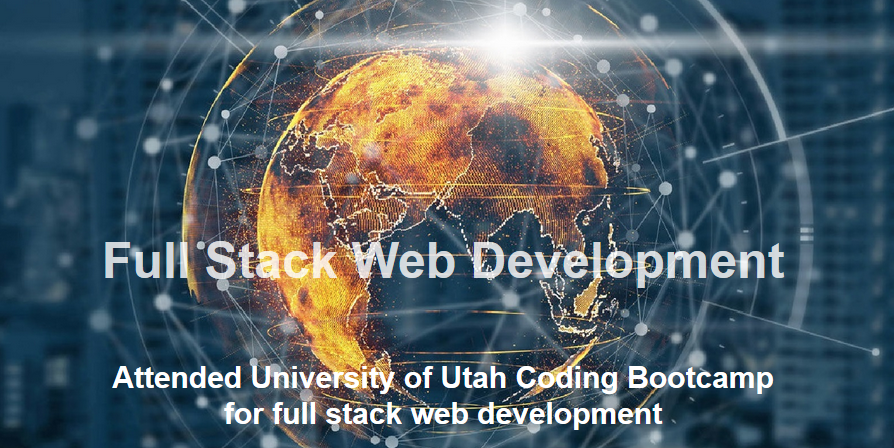 Full Stack Web Development
Attended University of Utah Coding Bootcamp
for full stack web development